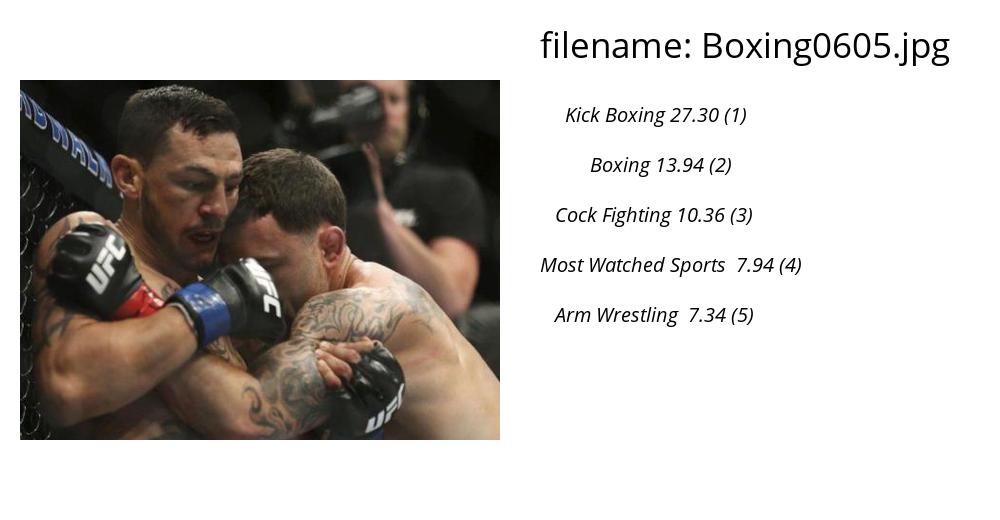 filename: Boxing0605.jpg
Kick Boxing 27.30 (1)
Boxing 13.94 (2)
Cock Fighting 10.36 (3)
Most Watched Sports 7.94 (4)
Arm Wrestling 7.34 (5)
UFC
UFC
UFC